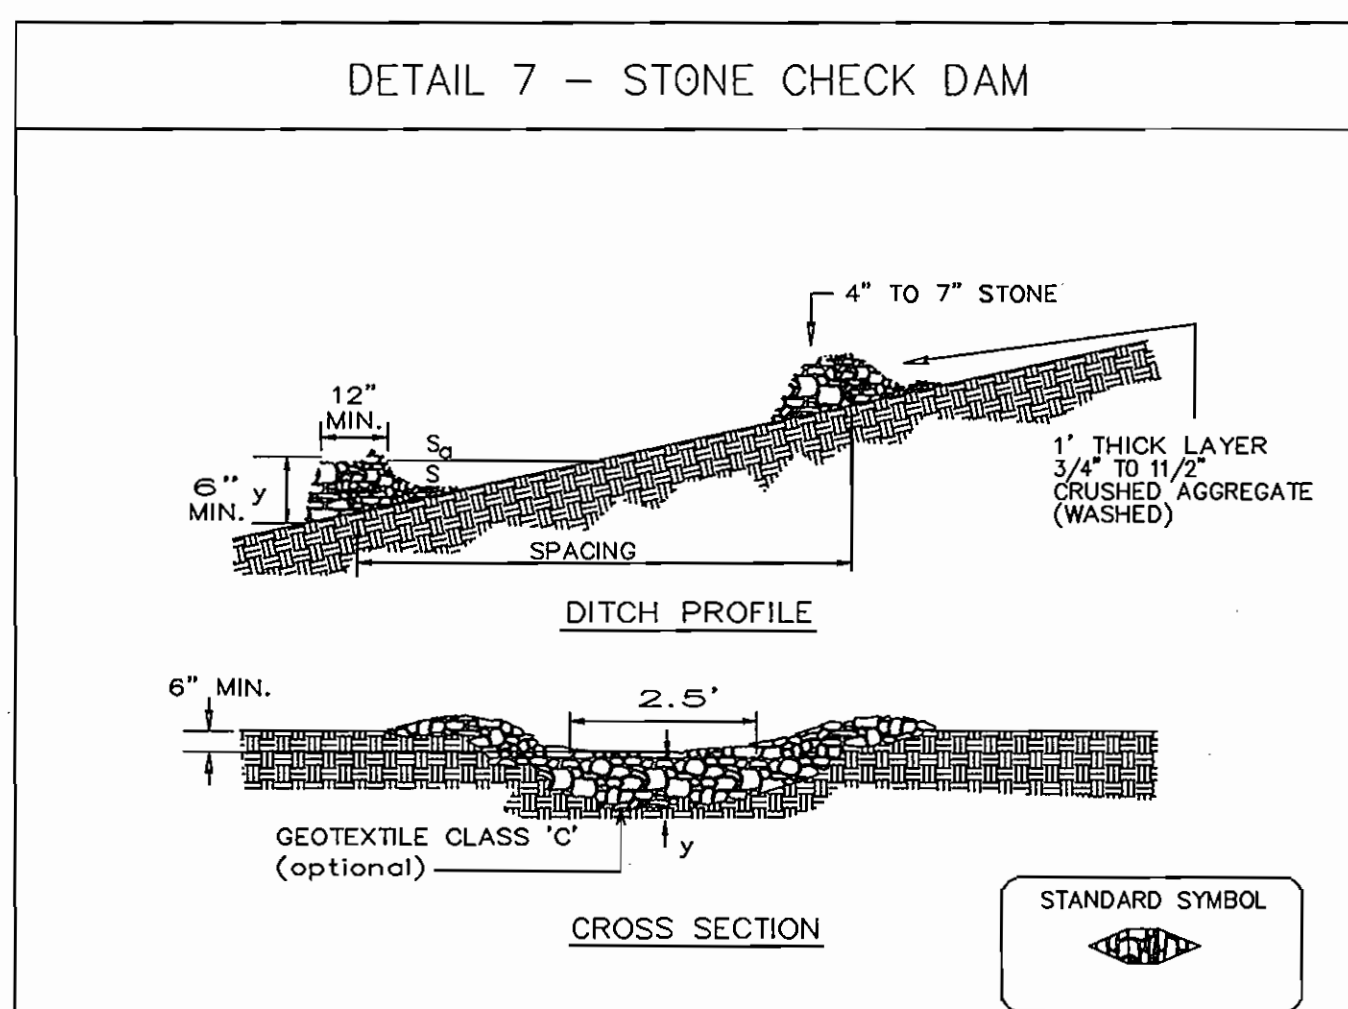 DETAIL 7 - STONE CHECK DAM
4" TO 7" STONE
12"
MIN.
Sa
S
6" y
MIN.
1' THICK LAYER
3/4" TO 11/2"
CRUSHED AGGREGATE
(WASHED)
SPACING
DITCH PROFILE
6" MIN.
2.5'
GEOTEXTILE CLASS 'C'
(optional)
y
CROSS SECTION
STANDARD SYMBOL